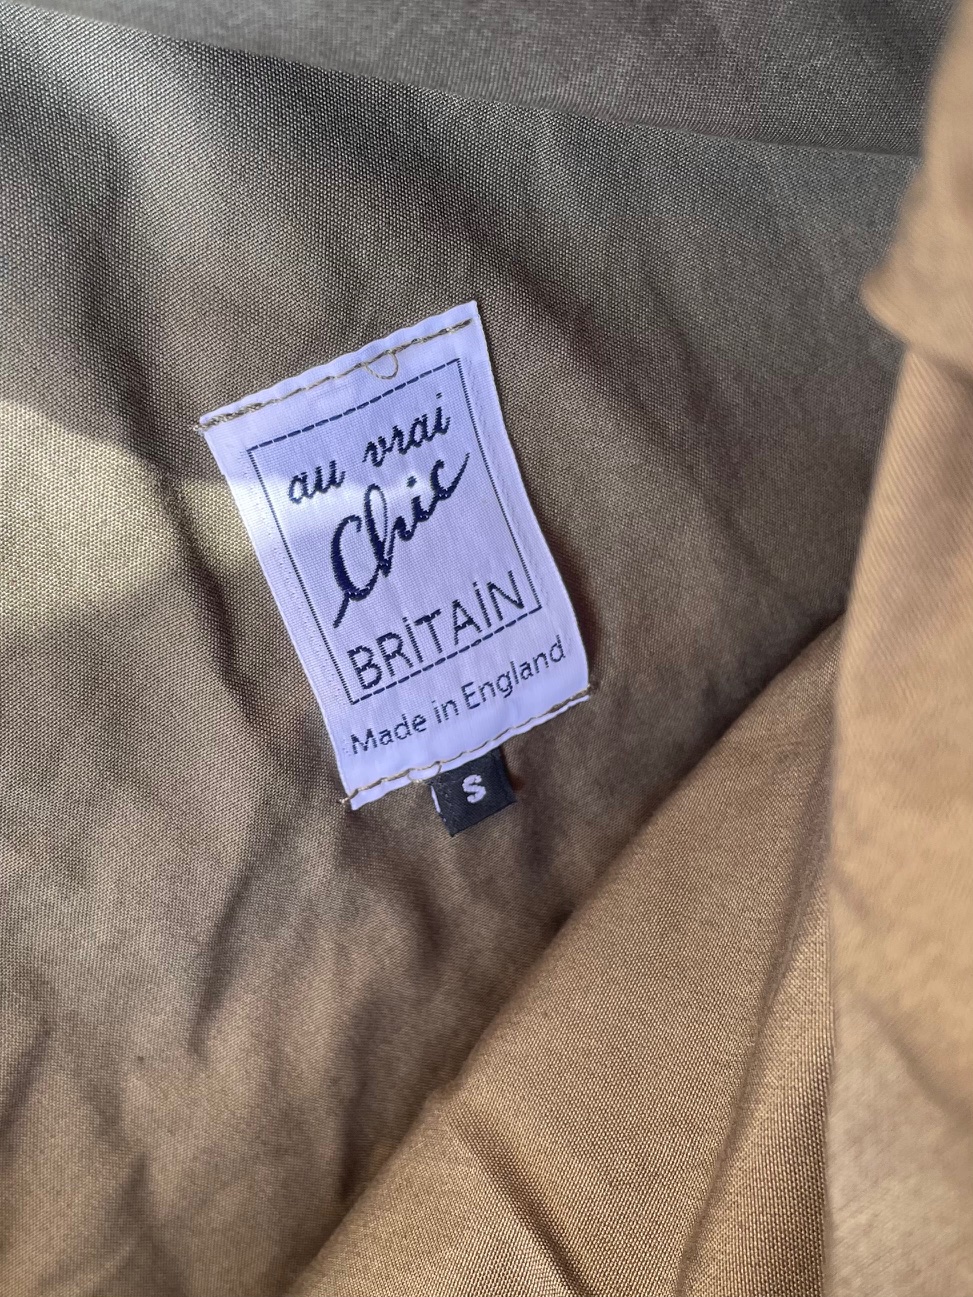 au vrai
Chic
BRITAIN
Made in England
S